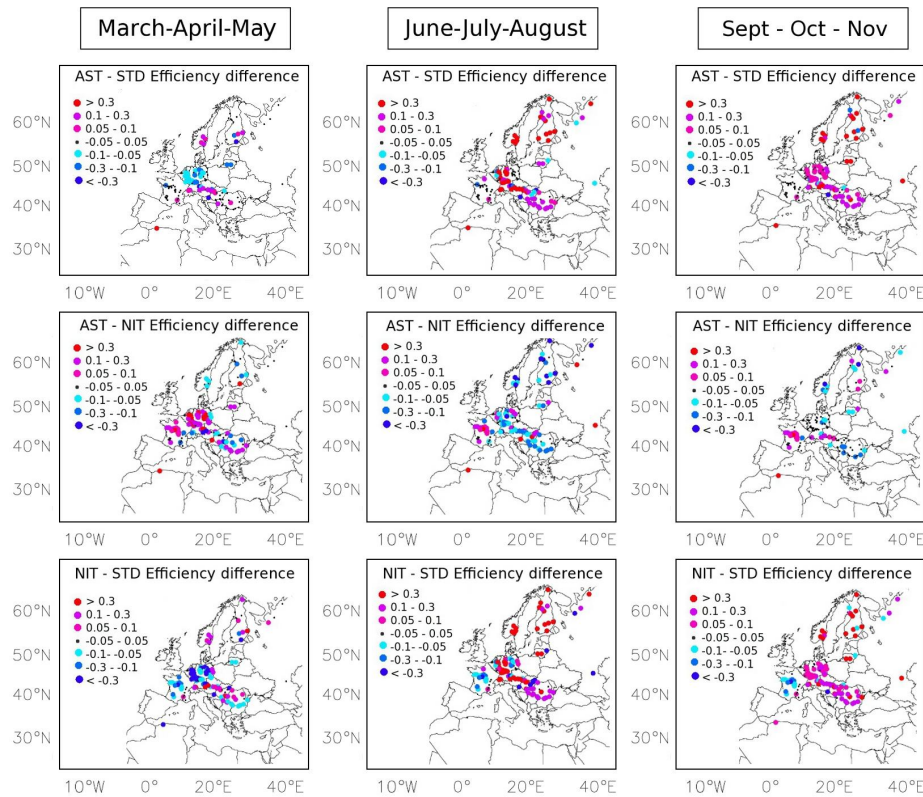 March-April-May
June-July-August
Sept - Oct - Nov
AST - STD Efficiency difference
> 0.3
0.1 - 0.3
0.05 - 0.1
-0.05 - 0.05
-0.1 - -0.05
-0.3 - -0.1
< -0.3
60°N
50°N
40°N
30°N
10°W 0° 20°E 40°E
AST - STD Efficiency difference
> 0.3
0.1 - 0.3
0.05 - 0.1
-0.05 - 0.05
-0.1 - -0.05
-0.3 - -0.1
< -0.3
60°N
50°N
40°N
30°N
10°W 0° 20°E 40°E
AST - STD Efficiency difference
> 0.3
0.1 - 0.3
0.05 - 0.1
-0.05 - 0.05
-0.1 - -0.05
-0.3 - -0.1
< -0.3
60°N
50°N
40°N
30°N
10°W 0° 20°E 40°E
AST - NIT Efficiency difference
> 0.3
0.1 - 0.3
0.05 - 0.1
-0.05 - 0.05
-0.1 - -0.05
-0.3 - -0.1
< -0.3
60°N
50°N
40°N
30°N
10°W 0° 20°E 40°E
AST - NIT Efficiency difference
> 0.3
0.1 - 0.3
0.05 - 0.1
-0.05 - 0.05
-0.1 - -0.05
-0.3 - -0.1
< -0.3
60°N
50°N
40°N
30°N
10°W 0° 20°E 40°E
AST - NIT Efficiency difference
> 0.3
0.1 - 0.3
0.05 - 0.1
-0.05 - 0.05
-0.1 - -0.05
-0.3 - -0.1
< -0.3
60°N
50°N
40°N
30°N
10°W 0° 20°E 40°E
NIT - STD Efficiency difference
> 0.3
0.1 - 0.3
0.05 - 0.1
-0.05 - 0.05
-0.1 - -0.05
-0.3 - -0.1
< -0.3
60°N
50°N
40°N
30°N
10°W 0° 20°E 40°E
NIT - STD Efficiency difference
> 0.3
0.1 - 0.3
0.05 - 0.1
-0.05 - 0.05
-0.1 - -0.05
-0.3 - -0.1
< -0.3
60°N
50°N
40°N
30°N
10°W 0° 20°E 40°E
NIT - STD Efficiency difference
> 0.3
0.1 - 0.3
0.05 - 0.1
-0.05 - 0.05
-0.1 - -0.05
-0.3 - -0.1
< -0.3
60°N
50°N
40°N
30°N
10°W 0° 20°E 40°E